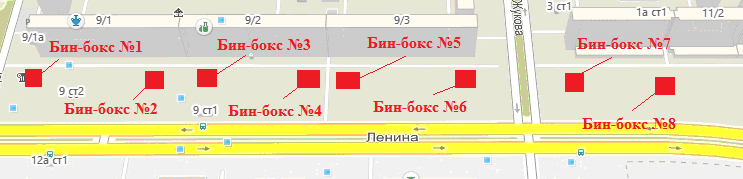 9/1
9/2
9/3
3 ст1
1а ст1
11/2
9/1а
Жукова
Бин-бокс №1
Бин-бокс №3
Бин-бокс №5
Бин-бокс №7
9 ст2
Бин-бокс №2
9 ст1
Бин-бокс №4
Бин-бокс №6
Бин-бокс №8
Ленина
12а ст1